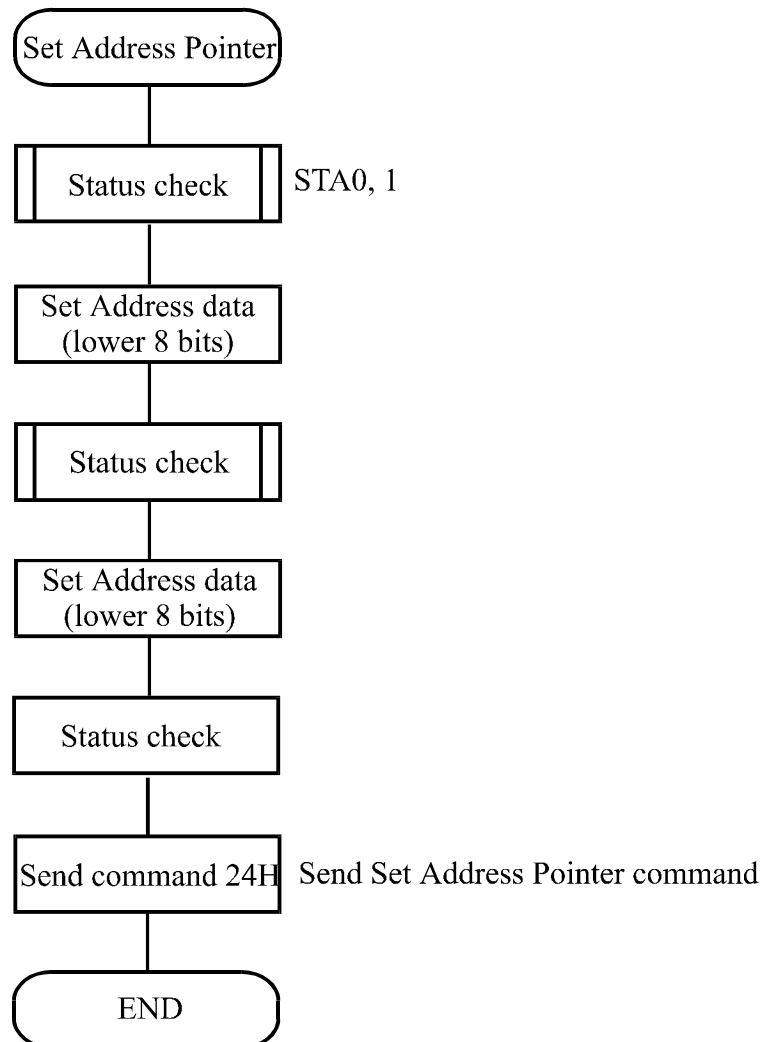 Set Address Pointer
Status check
STA0, 1
Set Address data
(lower 8 bits)
Status check
Set Address data
(lower 8 bits)
Status check
Send command 24H
Send Set Address Pointer command
END